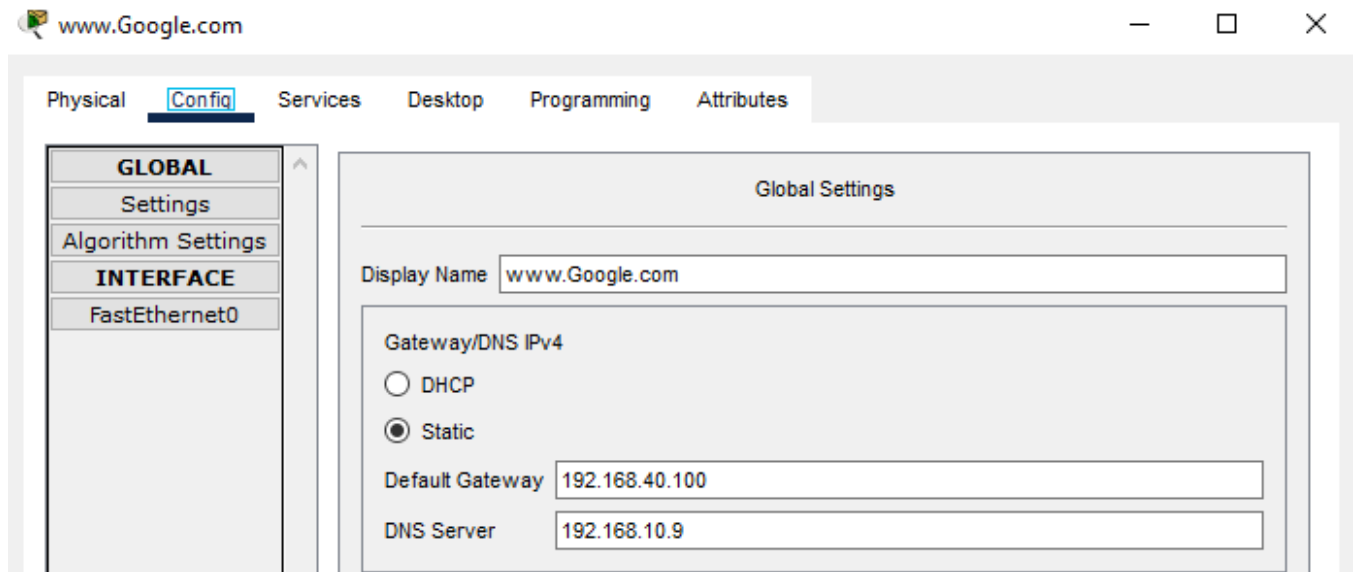 www.Google.com
Physical Config Services Desktop Programming Attributes
GLOBAL
Settings
Algorithm Settings
INTERFACE
FastEthernet0
Global Settings
Display Name www.Google.com
Gateway/DNS IPv4
DHCP
Static
Default Gateway 192.168.40.100
DNS Server 192.168.10.9